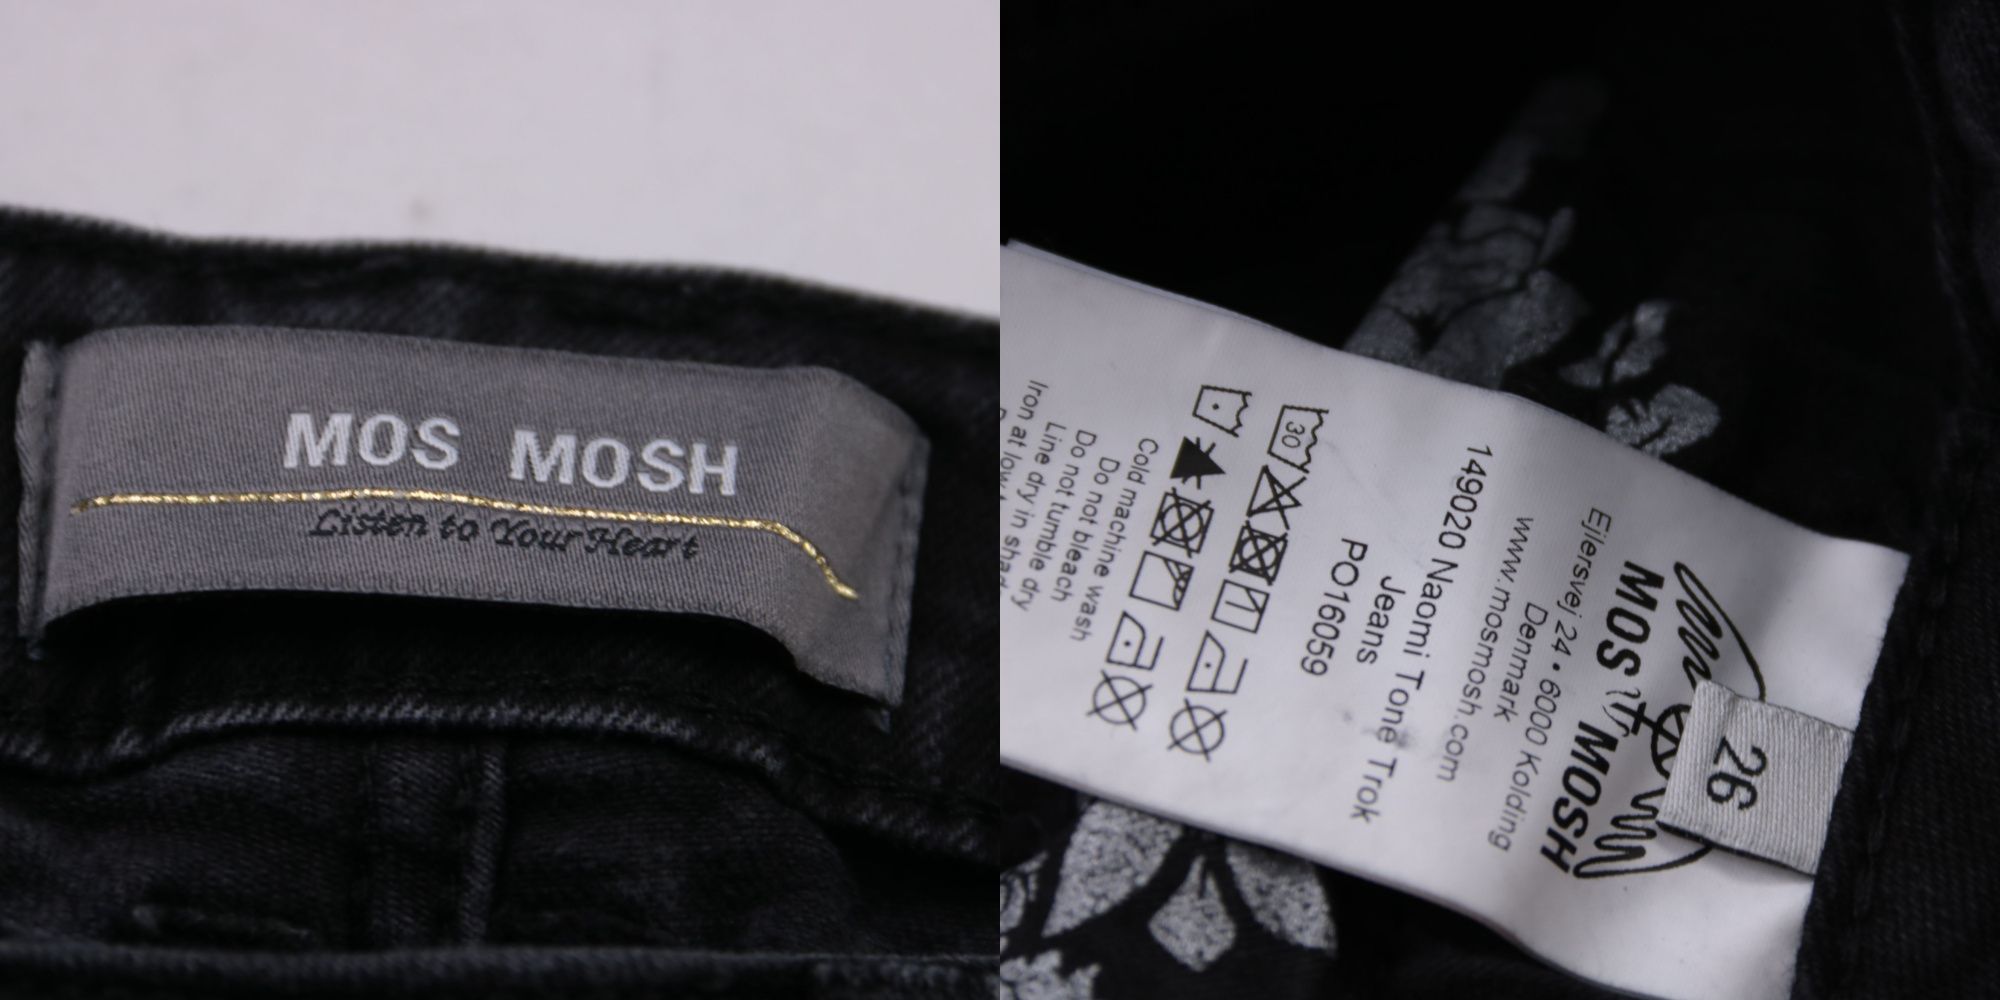 MOS MOSH
Listen to Your Heart
26
MOS MOSH
Ejlersvej 24 • 6000 Kolding
Denmark
www.mosmosh.com
149020 Naomi Tone Trok
Jeans
PO16059
30
Cold machine wash
Do not bleach
Do not tumble dry
Line dry in shade
Iron at low